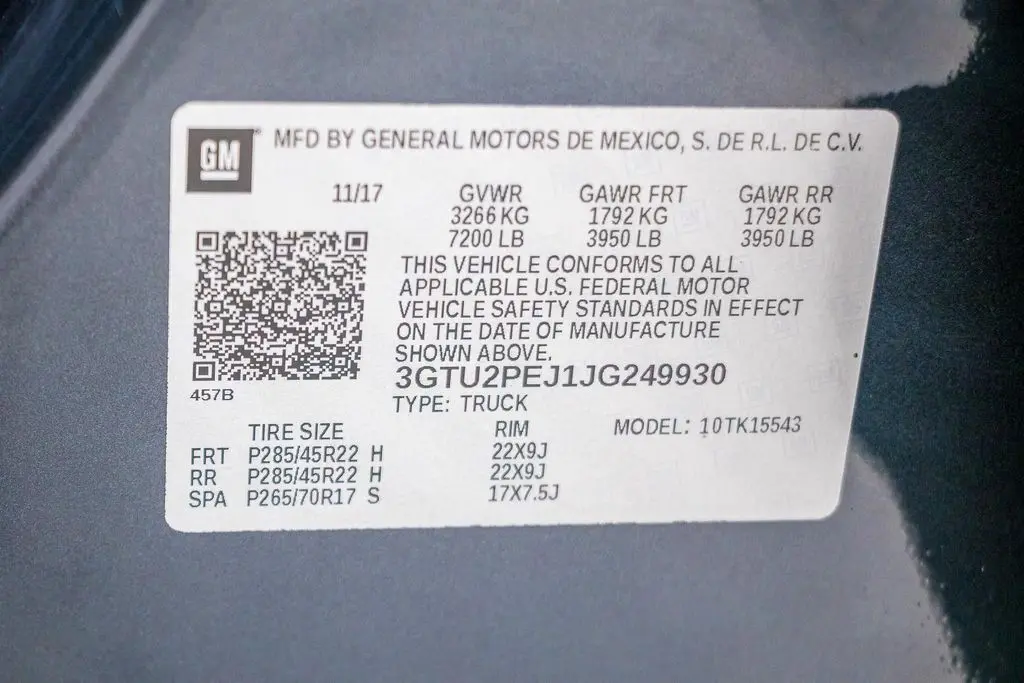 GM MFD BY GENERAL MOTORS DE MEXICO, S. DE R.L. DE C.V.
11/17 GVWR GAWR FRT GAWR RR
3266 KG 1792 KG 1792 KG
7200 LB 3950 LB 3950 LB
THIS VEHICLE CONFORMS TO ALL
APPLICABLE U.S. FEDERAL MOTOR
VEHICLE SAFETY STANDARDS IN EFFECT
ON THE DATE OF MANUFACTURE
SHOWN ABOVE.
3GTU2PEJ1JG249930
457B
TYPE: TRUCK
TIRE SIZE RIM MODEL: 10TK15543
FRT P285/45R22 H 22X9J
RR P285/45R22 H 22X9J
SPA P265/70R17 S 17X7.5J